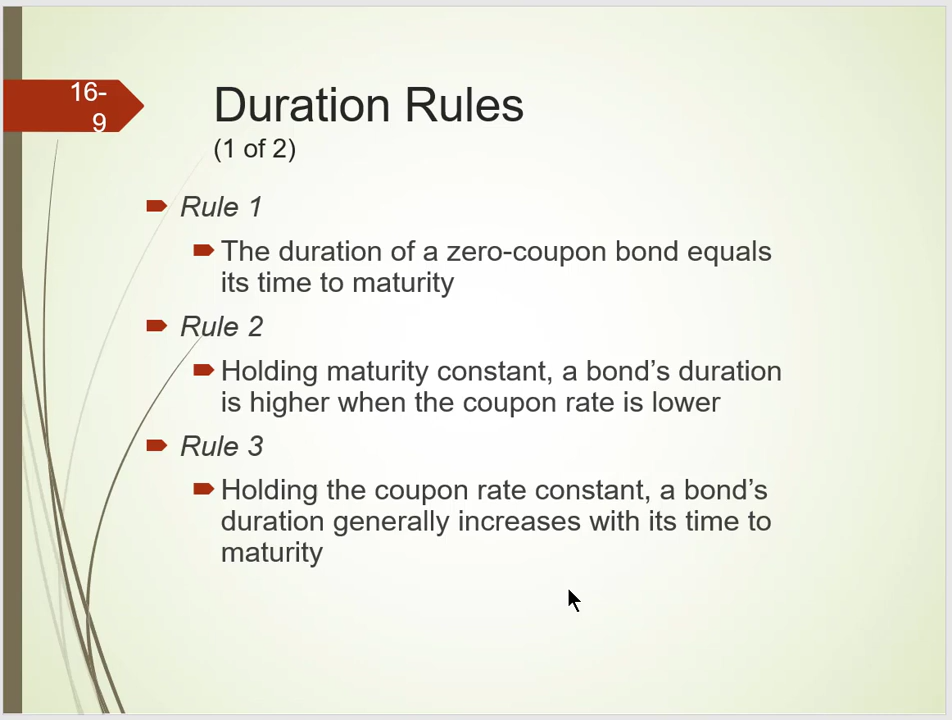 16-
9
Duration Rules
(1 of 2)
Rule 1
The duration of a zero-coupon bond equals
its time to maturity
Rule 2
Holding maturity constant, a bond’s duration
is higher when the coupon rate is lower
Rule 3
Holding the coupon rate constant, a bond’s
duration generally increases with its time to
maturity